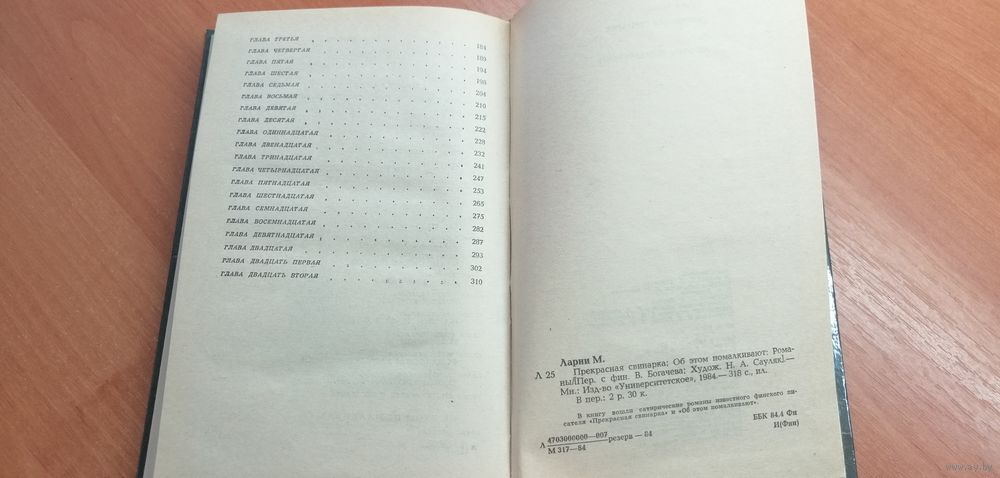 ГЛАВА ТРЕТЬЯ 184
ГЛАВА ЧЕТВЕРТАЯ 189
ГЛАВА ПЯТАЯ 194
ГЛАВА ШЕСТАЯ 198
ГЛАВА СЕДЬМАЯ 204
ГЛАВА ВОСЬМАЯ 210
ГЛАВА ДЕВЯТАЯ 215
ГЛАВА ДЕСЯТАЯ 222
ГЛАВА ОДИННАДЦАТАЯ 228
ГЛАВА ДВЕНАДЦАТАЯ 232
ГЛАВА ТРИНАДЦАТАЯ 241
ГЛАВА ЧЕТЫРНАДЦАТАЯ 247
ГЛАВА ПЯТНАДЦАТАЯ 253
ГЛАВА ШЕСТНАДЦАТАЯ 265
ГЛАВА СЕМНАДЦАТАЯ 275
ГЛАВА ВОСЕМНАДЦАТАЯ 282
ГЛАВА ДЕВЯТНАДЦАТАЯ 287
ГЛАВА ДВАДЦАТАЯ 293
ГЛАВА ДВАДЦАТЬ ПЕРВАЯ 302
ГЛАВА ДВАДЦАТЬ ВТОРАЯ 310
Ларни М.
Л 25 Прекрасная свинарка; Об этом помалкивают: Рома-
ны/[Пер. с фин. В. Богачева; Худож. Н. А. Сауляк].—
Мн.: Изд-во «Университетское», 1984.— 318 с., ил.
В пер.: 2 р. 30 к.
В книгу вошли сатирические романы известного финского пи-
сателя «Прекрасная свинарка» и «Об этом помалкивают».
Л 4703000000—007 резерв — 84
М 317—84
ББК 84.4 Фи
И(Фин)
www.ay.by